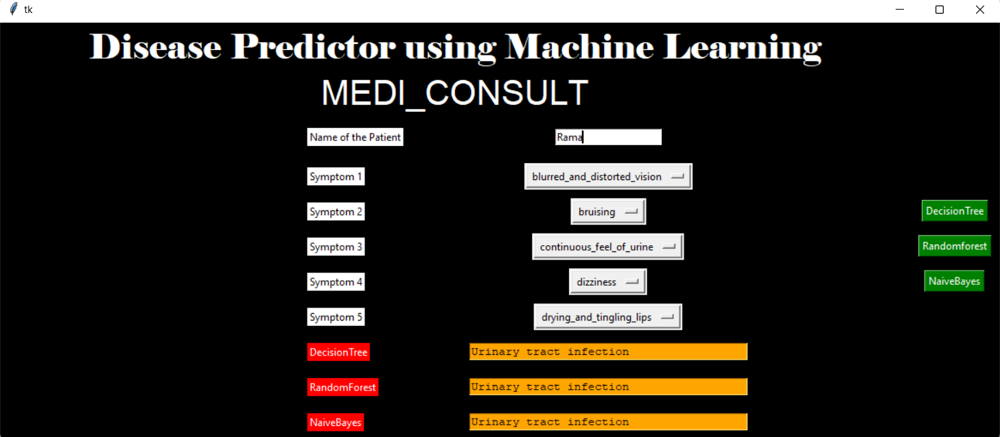 tk
Disease Predictor using Machine Learning
MEDI_CONSULT
Name of the Patient Rama
Symptom 1 blurred_and_distorted_vision
Symptom 2 bruising DecisionTree
Symptom 3 continuous_feel_of_urine Randomforest
Symptom 4 dizziness NaiveBayes
Symptom 5 drying_and_tingling_lips
DecisionTree Urinary tract infection
RandomForest Urinary tract infection
NaiveBayes Urinary tract infection